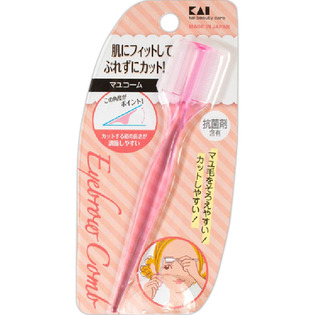 KAI
kai beauty care
MADE IN JAPAN
肌にフィットして
ぶれずにカット!
マユコーム
この角度が
ポイント!
カットする眉の長さが
調節しやすい
抗菌剤
含有
マユ毛をそろえやすい!
カットしやすい!
Eyebrow Comb